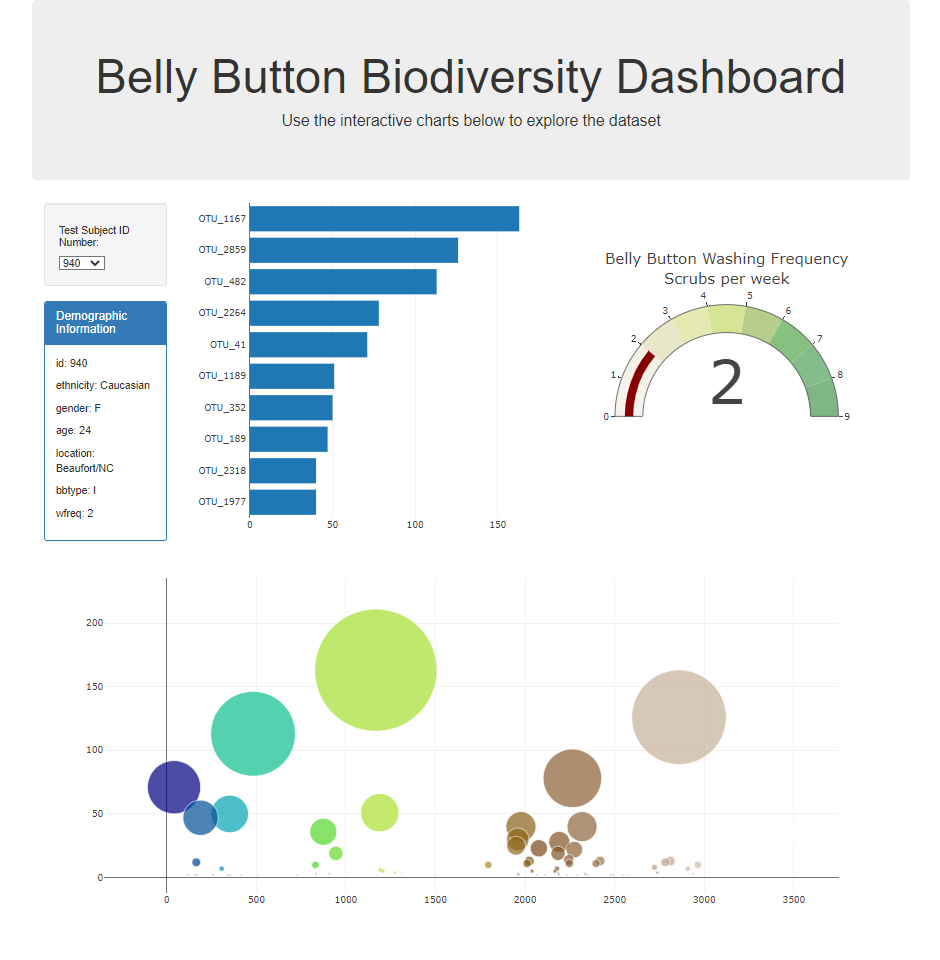 Belly Button Biodiversity Dashboard
Use the interactive charts below to explore the dataset
Test Subject ID
Number:
940
Demographic
Information
id: 940
ethnicity: Caucasian
gender: F
age: 24
location:
Beaufort/NC
bbtype: I
wfreq: 2
OTU_1167
OTU_2859
OTU_482
OTU_2264
OTU_41
OTU_1189
OTU_352
OTU_189
OTU_2318
OTU_1977
0 50 100 150
Belly Button Washing Frequency
Scrubs per week
0 1 2 3 4 5 6 7 8 9
2
200
150
100
50
0
0 500 1000 1500 2000 2500 3000 3500